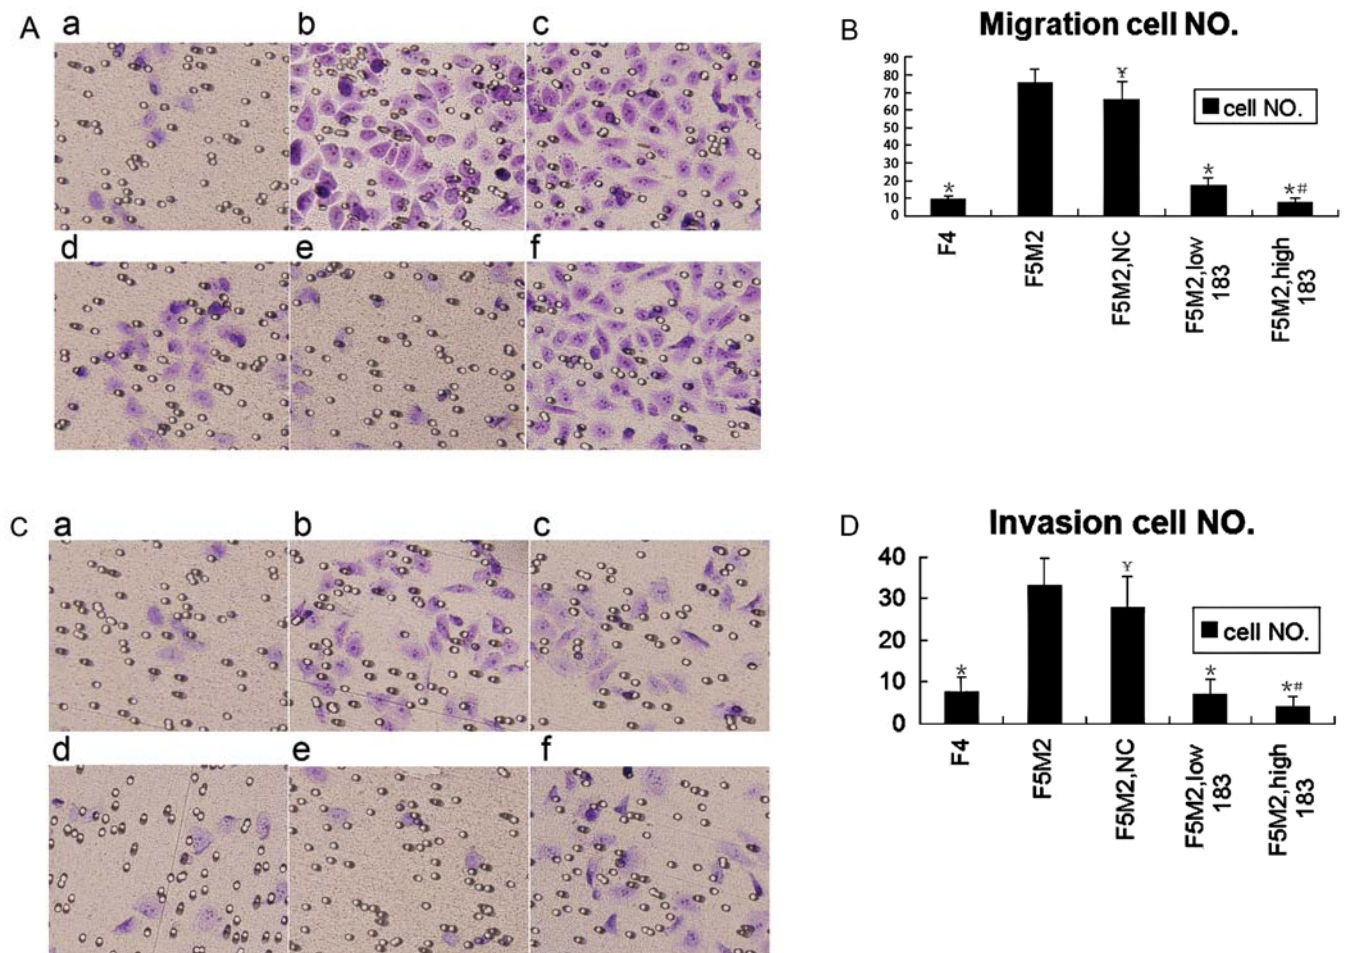 A
a
b
c
d
e
f
B
Migration cell NO.
90
80
70
60
50
40
30
20
10
0
*
¥
*
*#
cell NO.
F4
F5M2
F5M2,NC
F5M2,low
183
F5M2,high
183
C
a
b
c
d
e
f
D
Invasion cell NO.
40
30
20
10
0
*
¥
*
*#
cell NO.
F4
F5M2
F5M2,NC
F5M2,low
183
F5M2,high
183